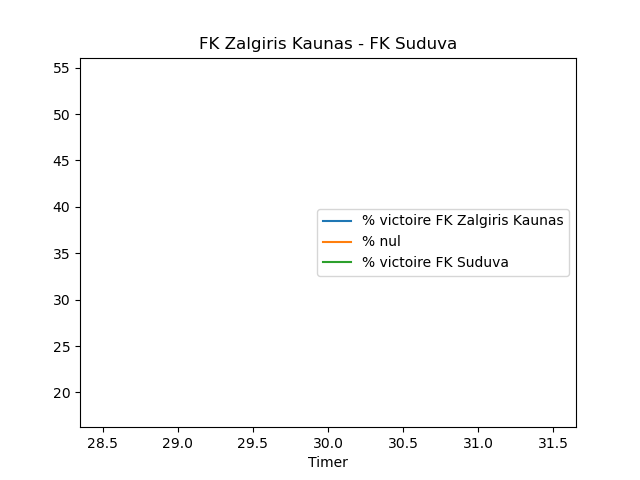 FK Zalgiris Kaunas - FK Suduva
55
50
45
40
35
30
25
20
% victoire FK Zalgiris Kaunas
% nul
% victoire FK Suduva
28.5 29.0 29.5 30.0 30.5 31.0 31.5
Timer